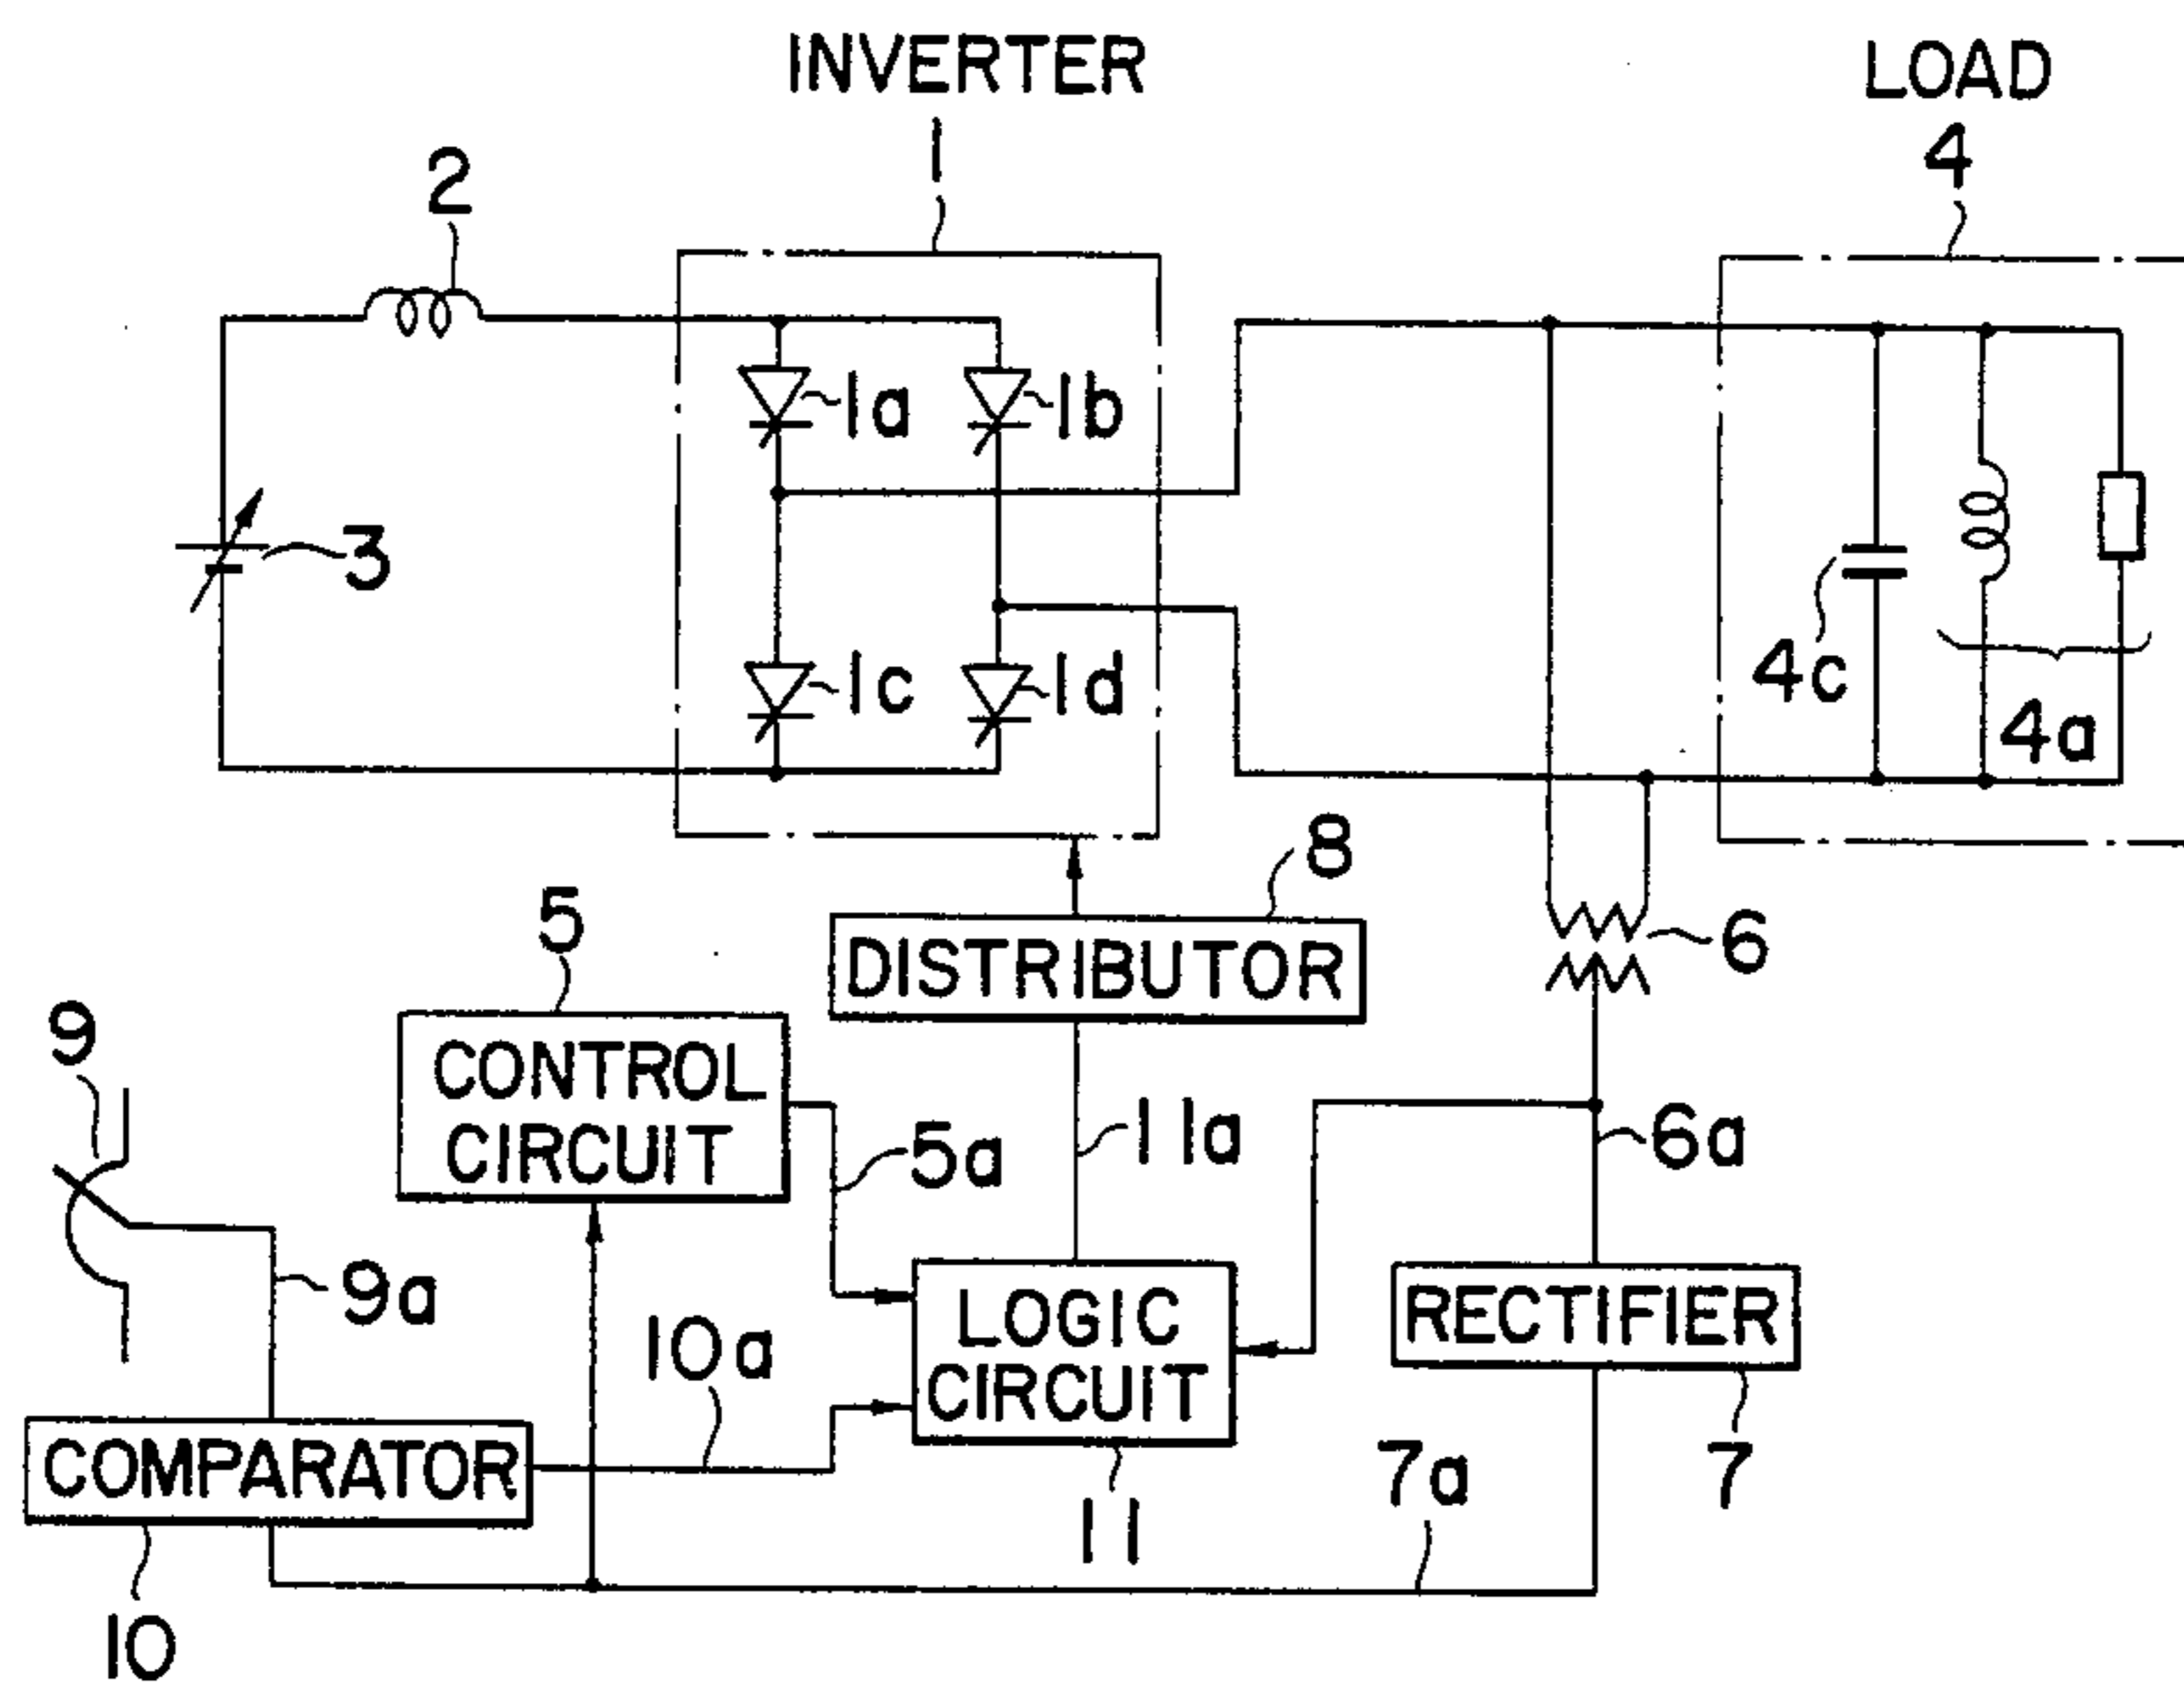 INVERTER
LOAD
1
4
2
1a
1b
3
1c
1d
4c
4a
8
5
DISTRIBUTOR
6
9
CONTROL
CIRCUIT
5a
11a
6a
9a
10a
LOGIC
CIRCUIT
RECTIFIER
COMPARATOR
7a
7
11
10